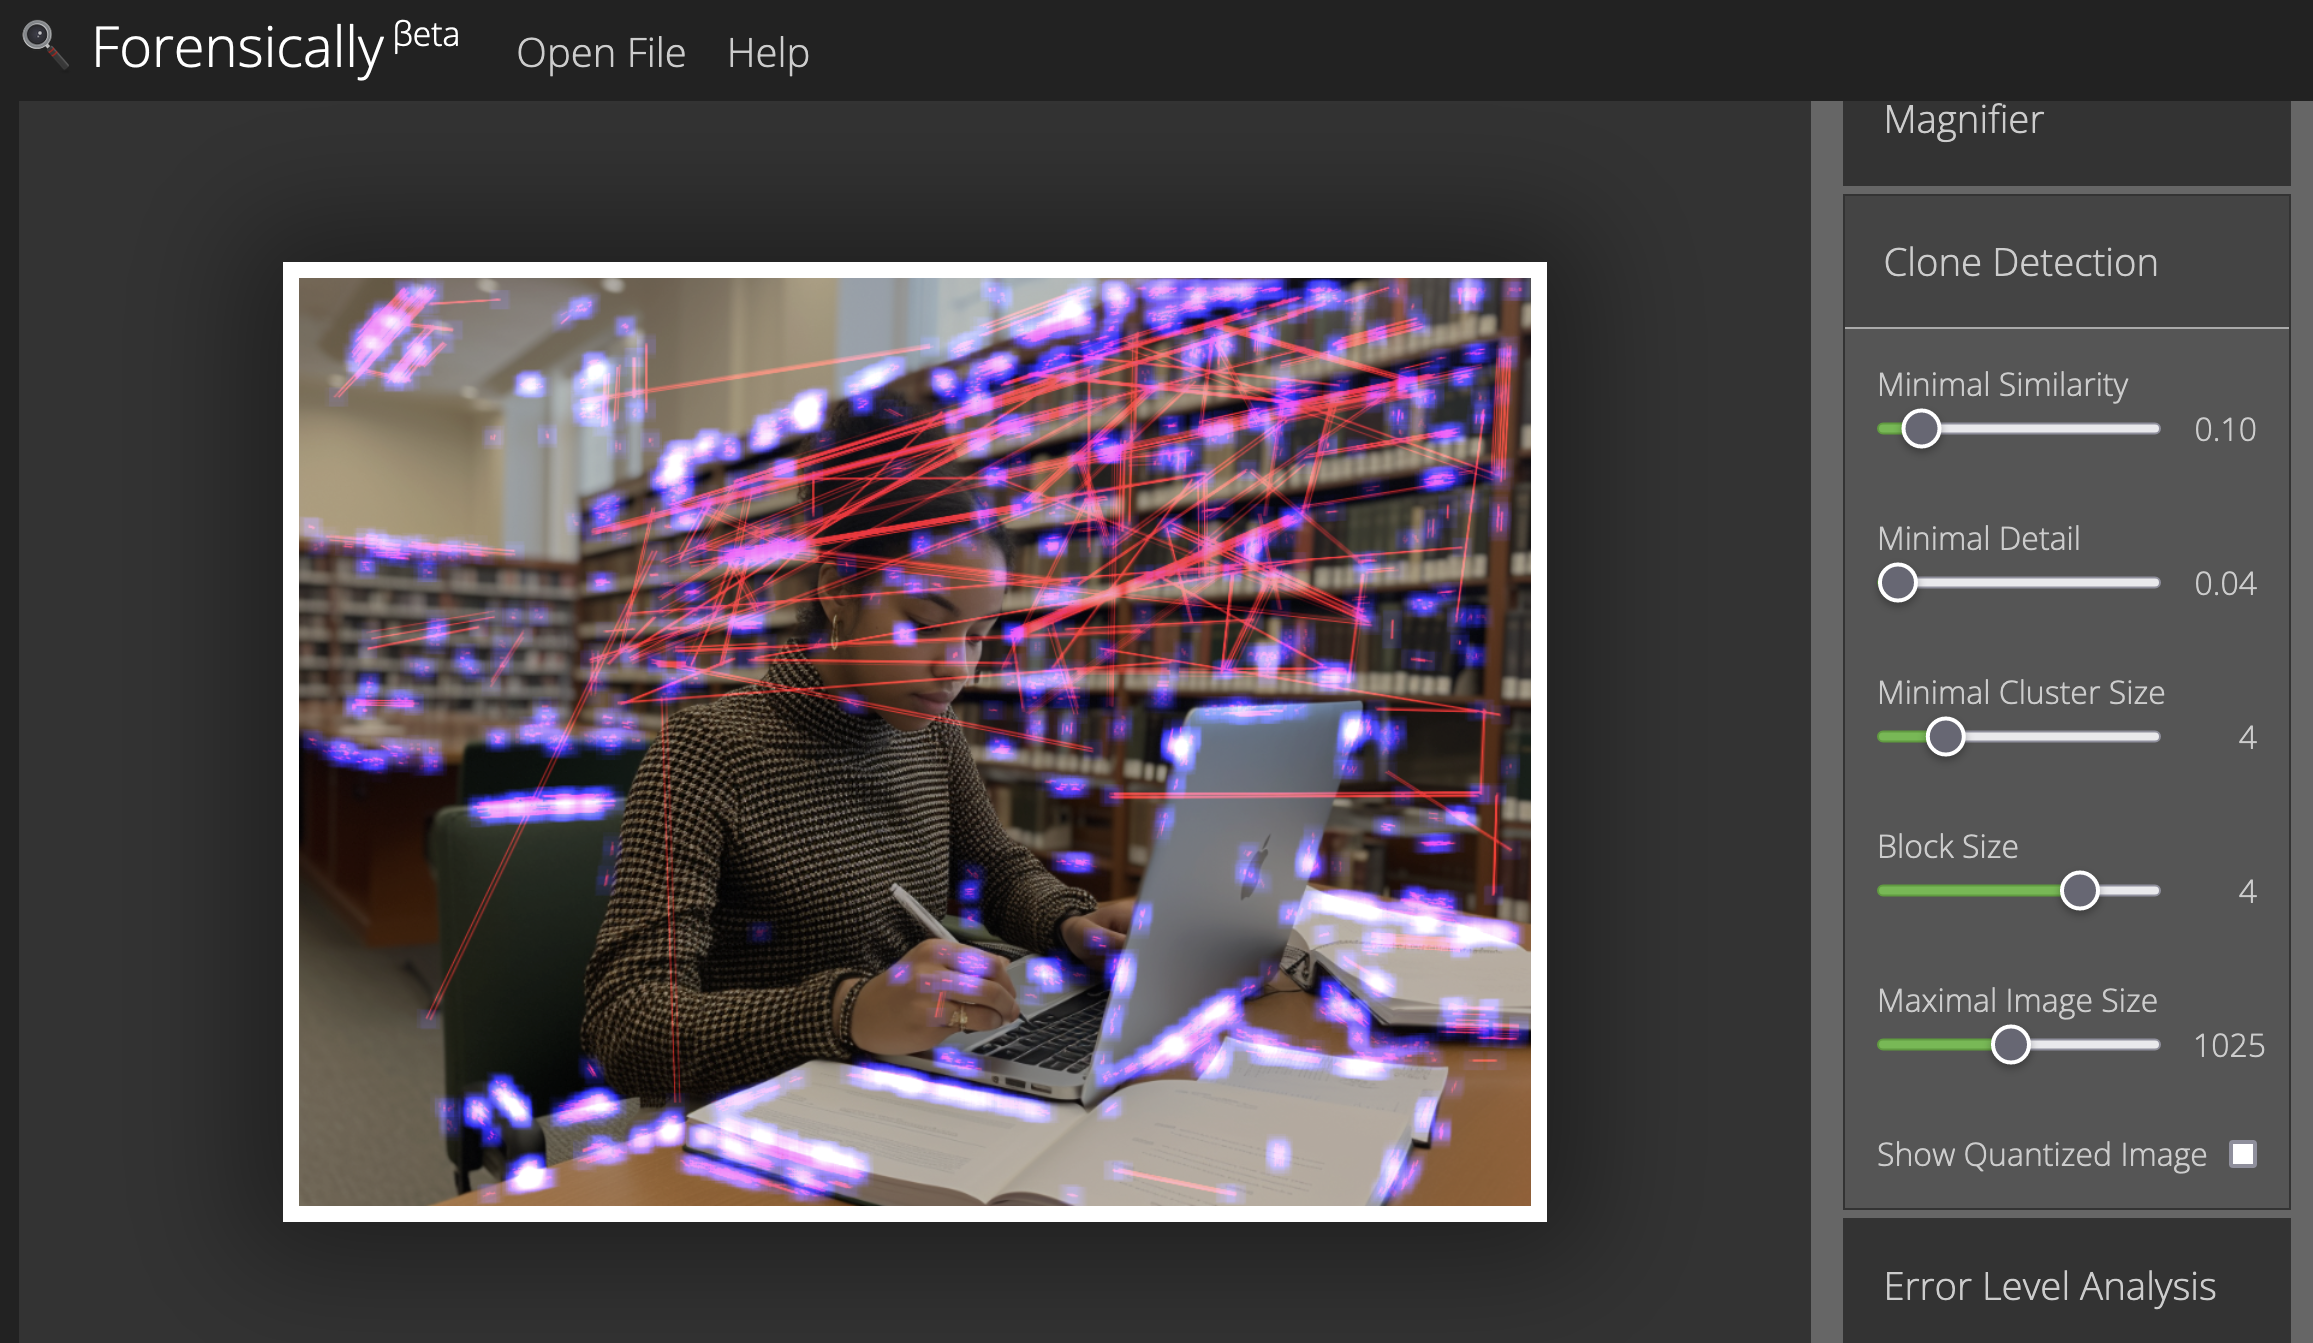 Forensically βeta
Open File
Help
Magnifier
Clone Detection
Minimal Similarity
0.10
Minimal Detail
0.04
Minimal Cluster Size
4
Block Size
4
Maximal Image Size
1025
Show Quantized Image
Error Level Analysis